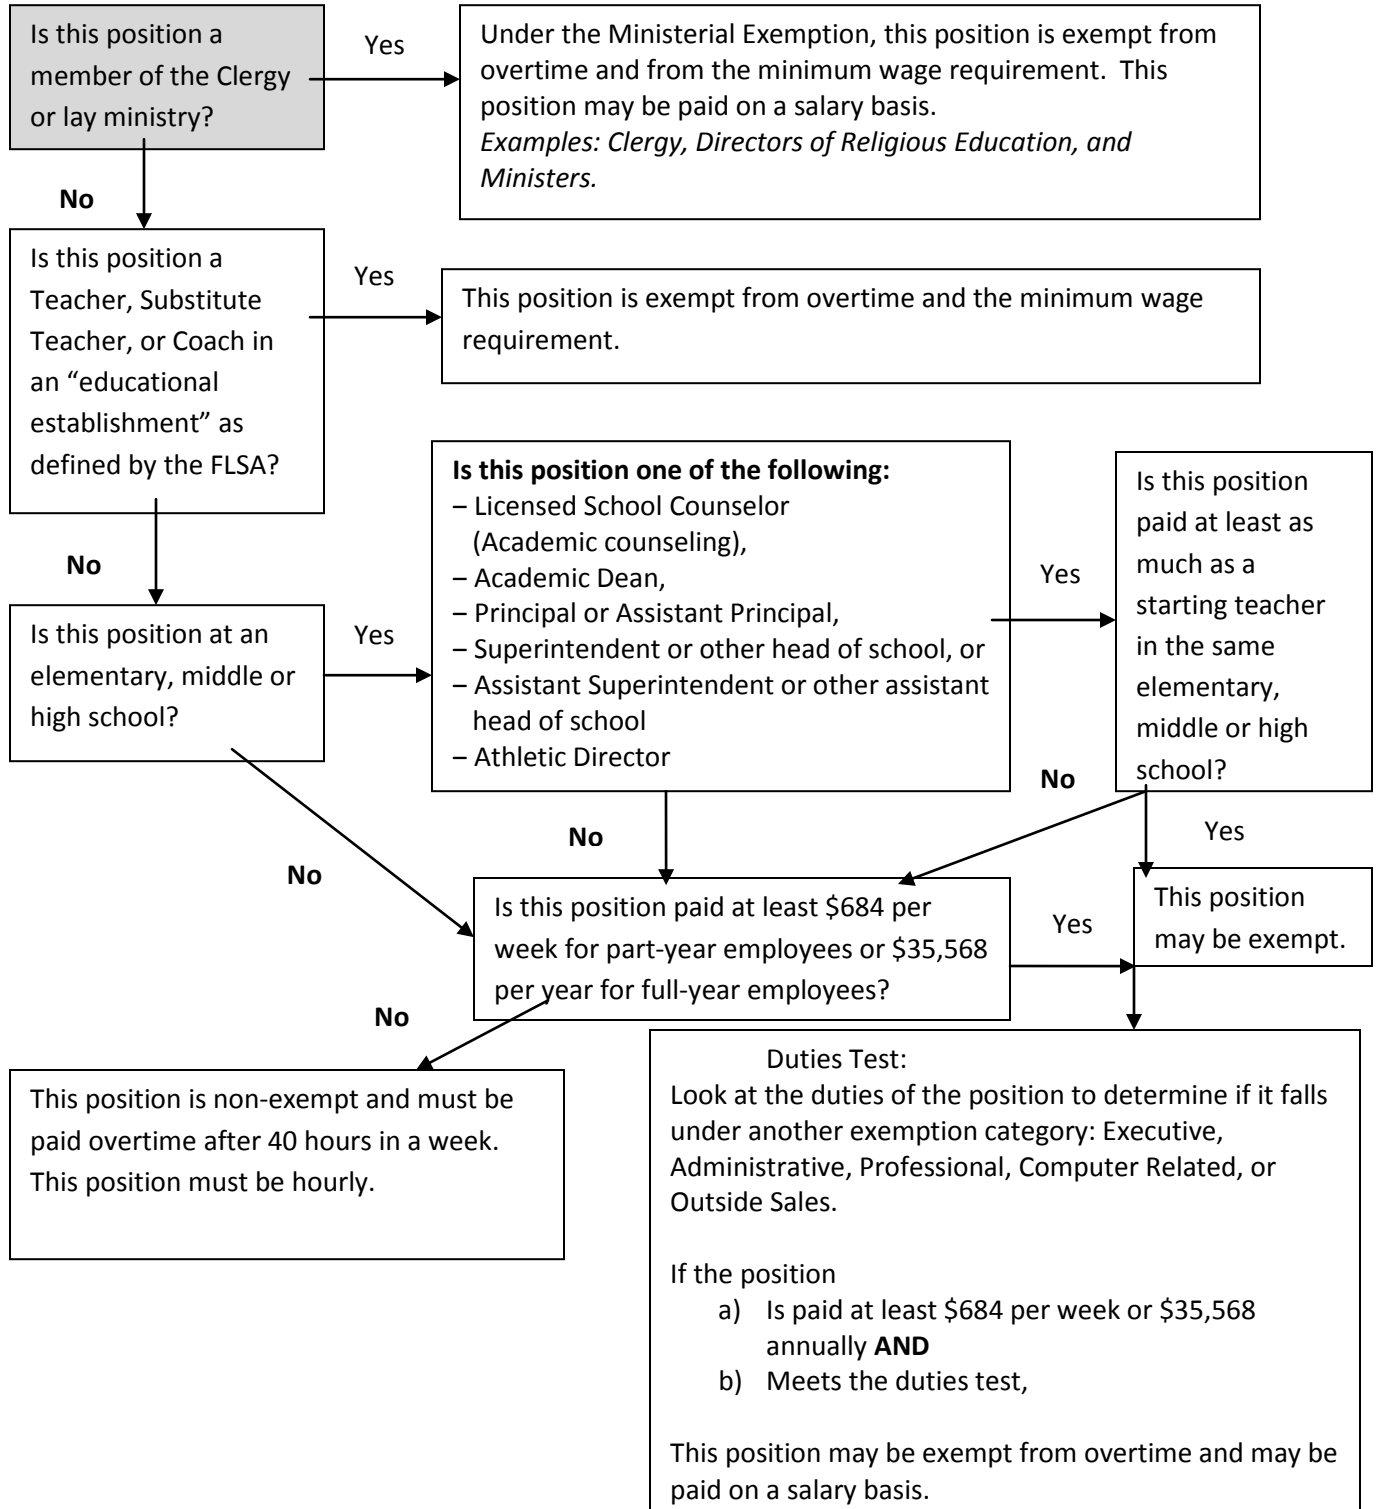 Is this position a
member of the Clergy
or lay ministry?
Yes
Under the Ministerial Exemption, this position is exempt from
overtime and from the minimum wage requirement.  This
position may be paid on a salary basis.
Examples: Clergy, Directors of Religious Education, and
Ministers.
No
Is this position a
Teacher, Substitute
Teacher, or Coach in
an “educational
establishment” as
defined by the FLSA?
Yes
This position is exempt from overtime and the minimum wage
requirement.
No
Is this position at an
elementary, middle or
high school?
Yes
Is this position one of the following:
– Licensed School Counselor
(Academic counseling),
– Academic Dean,
– Principal or Assistant Principal,
– Superintendent or other head of school, or
– Assistant Superintendent or other assistant
head of school
– Athletic Director
Yes
Is this position
paid at least as
much as a
starting teacher
in the same
elementary,
middle or high
school?
No
No
No
Yes
Is this position paid at least $684 per
week for part-year employees or $35,568
per year for full-year employees?
Yes
This position
may be exempt.
No
This position is non-exempt and must be
paid overtime after 40 hours in a week.
This position must be hourly.
Duties Test:
Look at the duties of the position to determine if it falls
under another exemption category: Executive,
Administrative, Professional, Computer Related, or
Outside Sales.
If the position
a) Is paid at least $684 per week or $35,568
annually AND
b) Meets the duties test,
This position may be exempt from overtime and may be
paid on a salary basis.